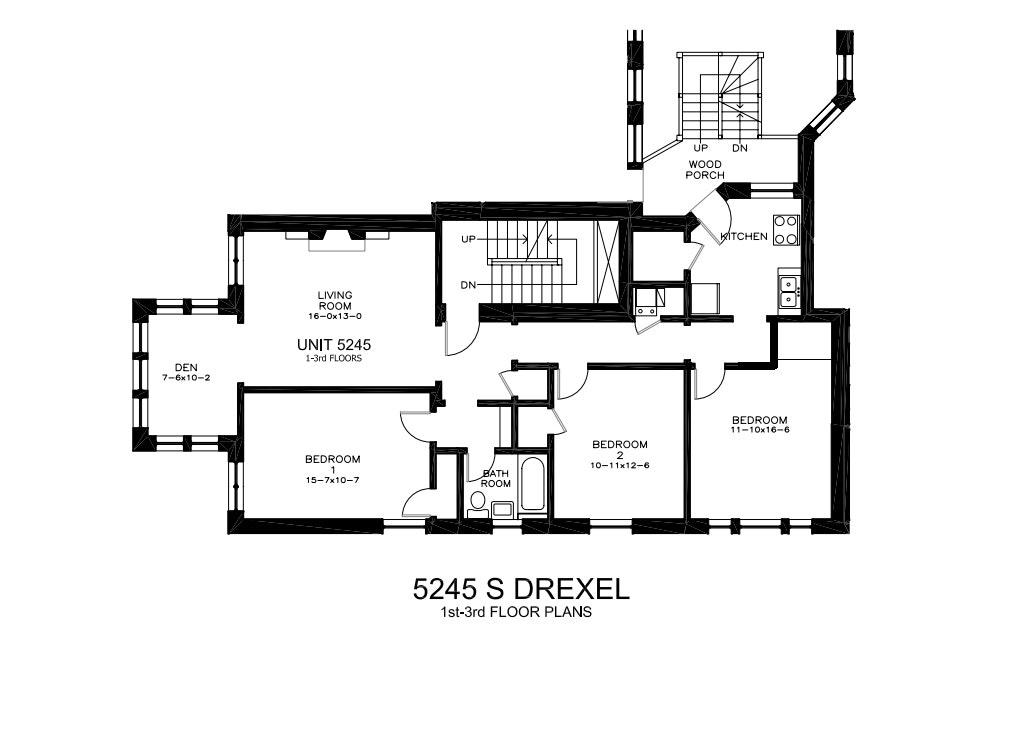 UP
DN
WOOD
PORCH
KITCHEN
UP
DN
LIVING
ROOM
16-0x13-0
UNIT 5245
1-3rd FLOORS
DEN
7-6x10-2
BEDROOM
11-10x16-6
BEDROOM
2
10-11x12-6
BEDROOM
1
15-7x10-7
BATH
ROOM
5245 S DREXEL
1st-3rd FLOOR PLANS